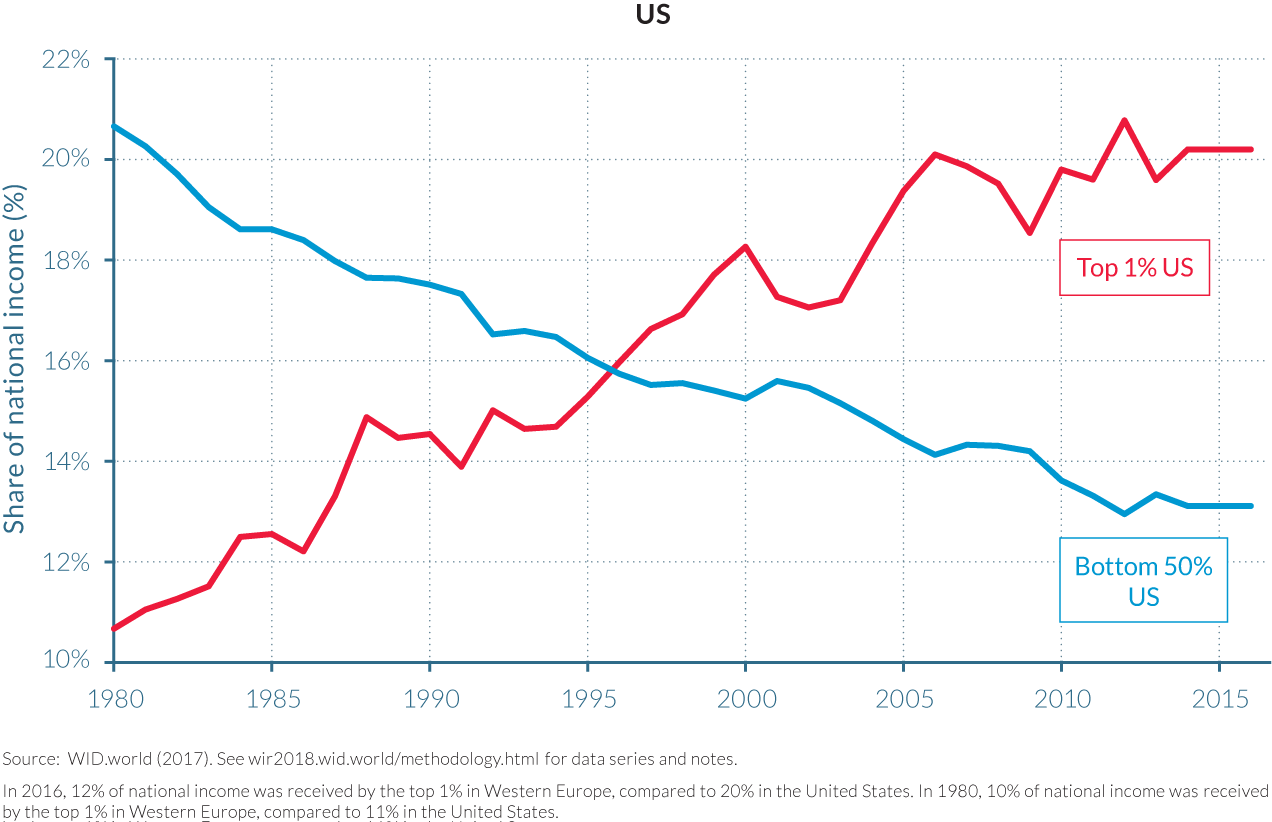 US
Share of national income (%)
22%
20%
18%
16%
14%
12%
10%
Top 1% US
Bottom 50%
US
1980 1985 1990 1995 2000 2005 2010 2015
Source: WID.world (2017). See wir2018.wid.world/methodology.html for data series and notes.
In 2016, 12% of national income was received by the top 1% in Western Europe, compared to 20% in the United States. In 1980, 10% of national income was received
by the top 1% in Western Europe, compared to 11% in the United States.